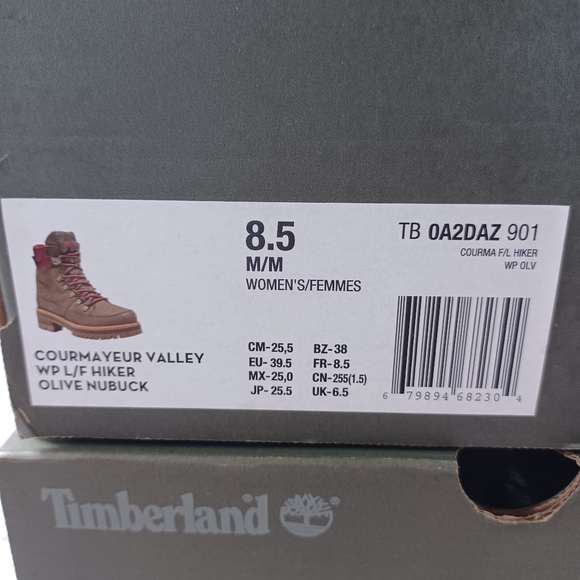 8.5
M/M
WOMEN'S/FEMMES
TB 0A2DAZ 901
COURMA F/L HIKER
WP OLV
COURMAYEUR VALLEY
WP L/F HIKER
OLIVE NUBUCK
CM-25,5 BZ-38
EU- 39.5 FR-8.5
MX-25,0 CN-255(1.5)
JP- 25.5 UK-6.5
6 79894 68230 4
Timberland